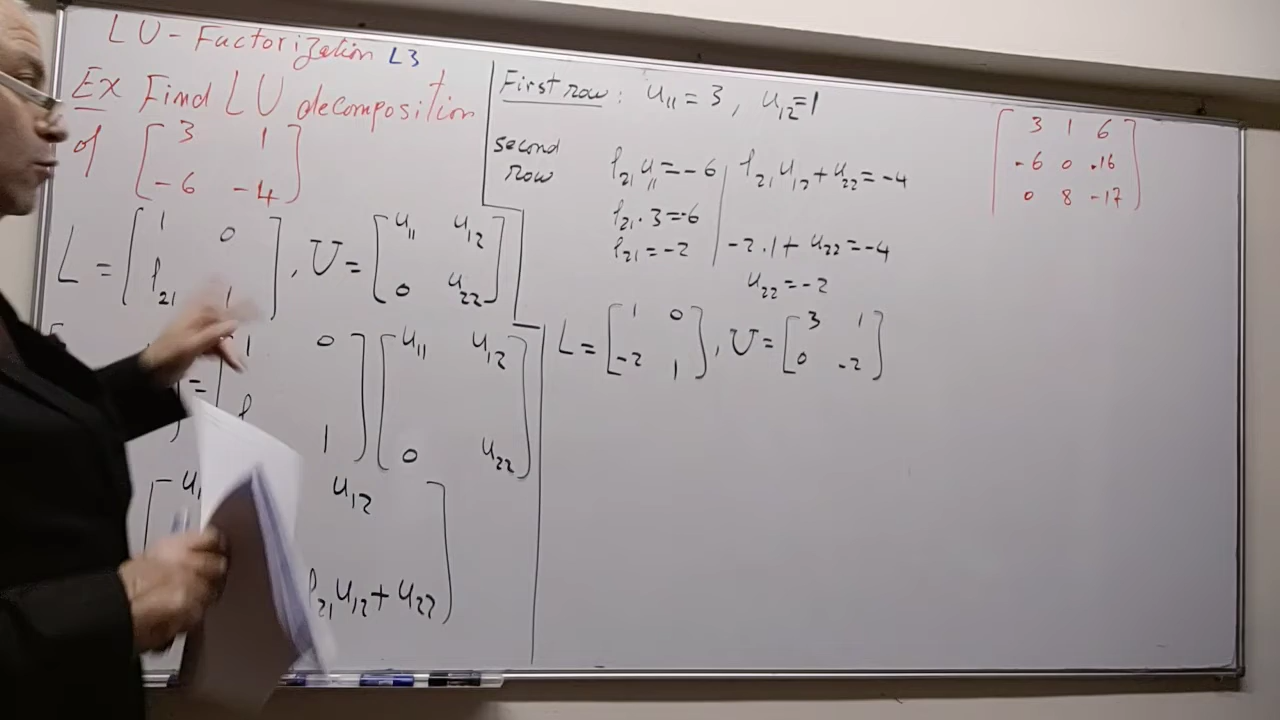 LU-Factorization L3
Ex Find LU decomposition
of [ 3 1
-6 -4 ]
L = [ 1 0
l21 1 ], U = [ u11 u12
0 u22 ]
= [ 1 0
1 ] [ u11 u12
0 u22 ]
[ u12
l21 u12 + u22 ]
First row: u11 = 3, u12 = 1
second
row
l21 u11 = -6 | l21 u12 + u22 = -4
l21 · 3 = -6
l21 = -2 | -2 · 1 + u22 = -4
u22 = -2
L = [ 1 0
-2 1 ], U = [ 3 1
0 -2 ]
[ 3 1 6
-6 0 -16
0 8 -17 ]